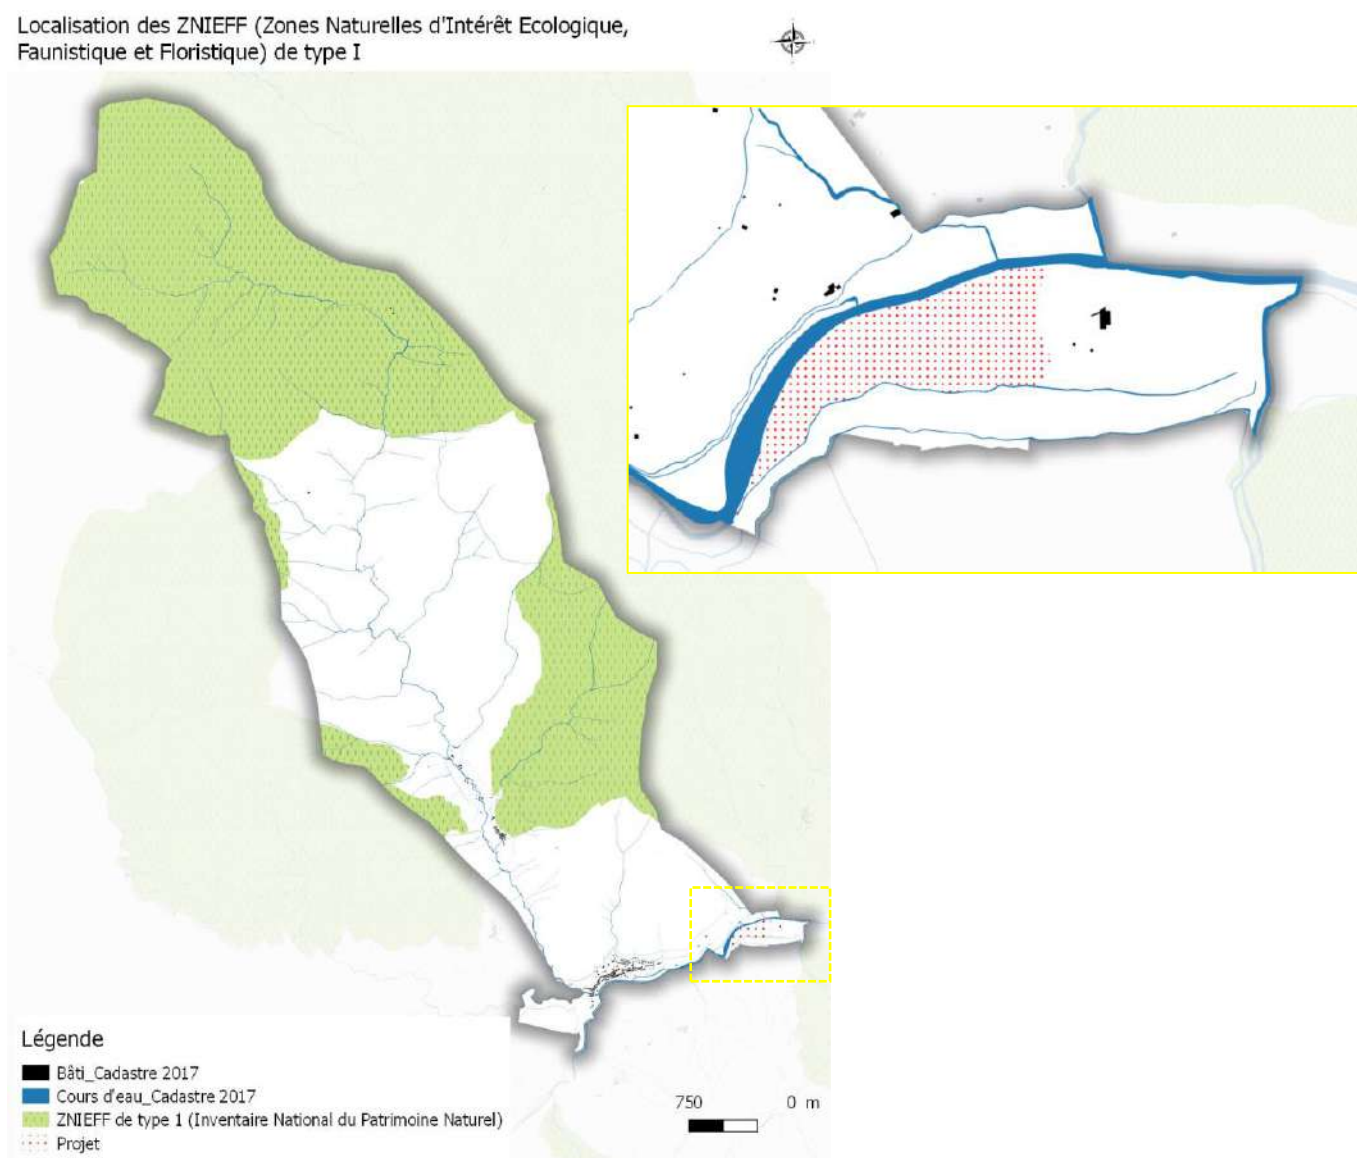 Localisation des ZNIEFF (Zones Naturelles d'Intérêt Ecologique,
Faunistique et Floristique) de type I
Légende
Bâti_Cadastre 2017
Cours d'eau_Cadastre 2017
ZNIEFF de type 1 (Inventaire National du Patrimoine Naturel)
Projet
750 0 m